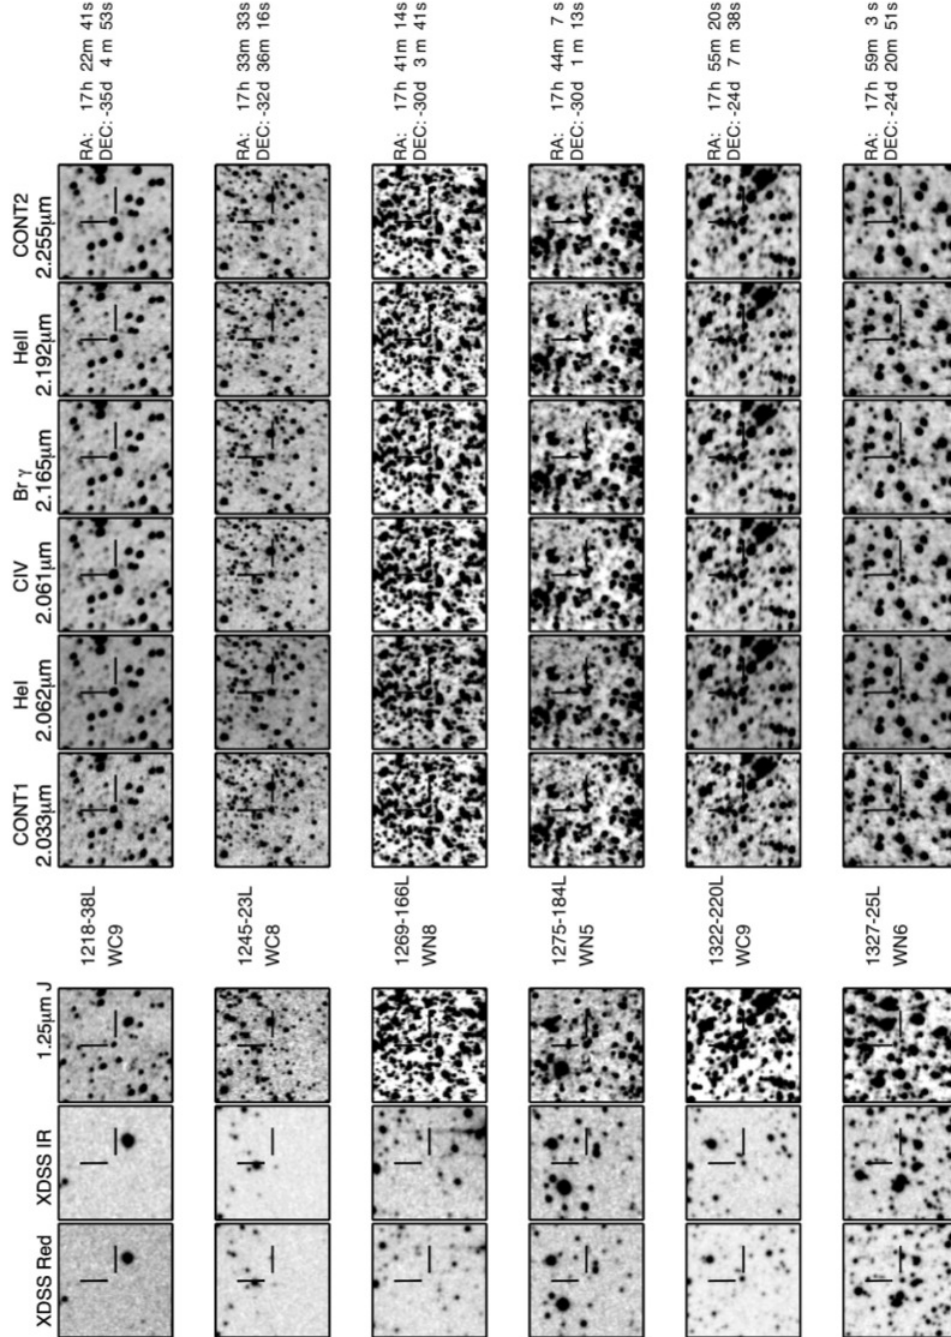 XDSS Red
XDSS IR
1.25μm J
CONT1
2.033μm
HeI
2.062μm
CIV
2.061μm
Br γ
2.165μm
HeII
2.192μm
CONT2
2.255μm
1218-38L
WC9
RA: 17h 22m 41s
DEC: -35d 4 m 53s
1245-23L
WC8
RA: 17h 33m 33s
DEC: -32d 36m 16s
1269-166L
WN8
RA: 17h 41m 14s
DEC: -30d 3 m 41s
1275-184L
WN5
RA: 17h 44m 7 s
DEC: -30d 1 m 13s
1322-220L
WC9
RA: 17h 55m 20s
DEC: -24d 7 m 38s
1327-25L
WN6
RA: 17h 59m 3 s
DEC: -24d 20m 51s